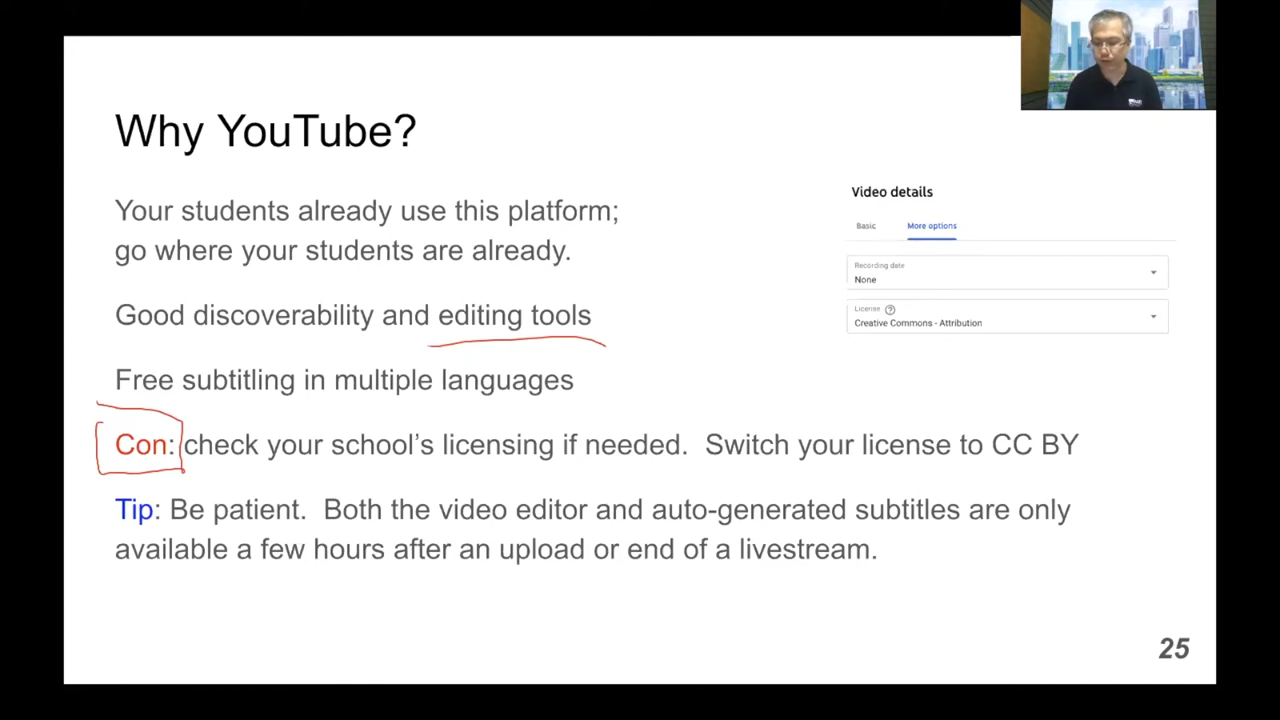 Why YouTube?
Your students already use this platform;
go where your students are already.
Good discoverability and editing tools
Free subtitling in multiple languages
Con: check your school's licensing if needed.  Switch your license to CC BY
Tip: Be patient.  Both the video editor and auto-generated subtitles are only
available a few hours after an upload or end of a livestream.
Video details
Basic
More options
Recording date
None
License
Creative Commons - Attribution
25